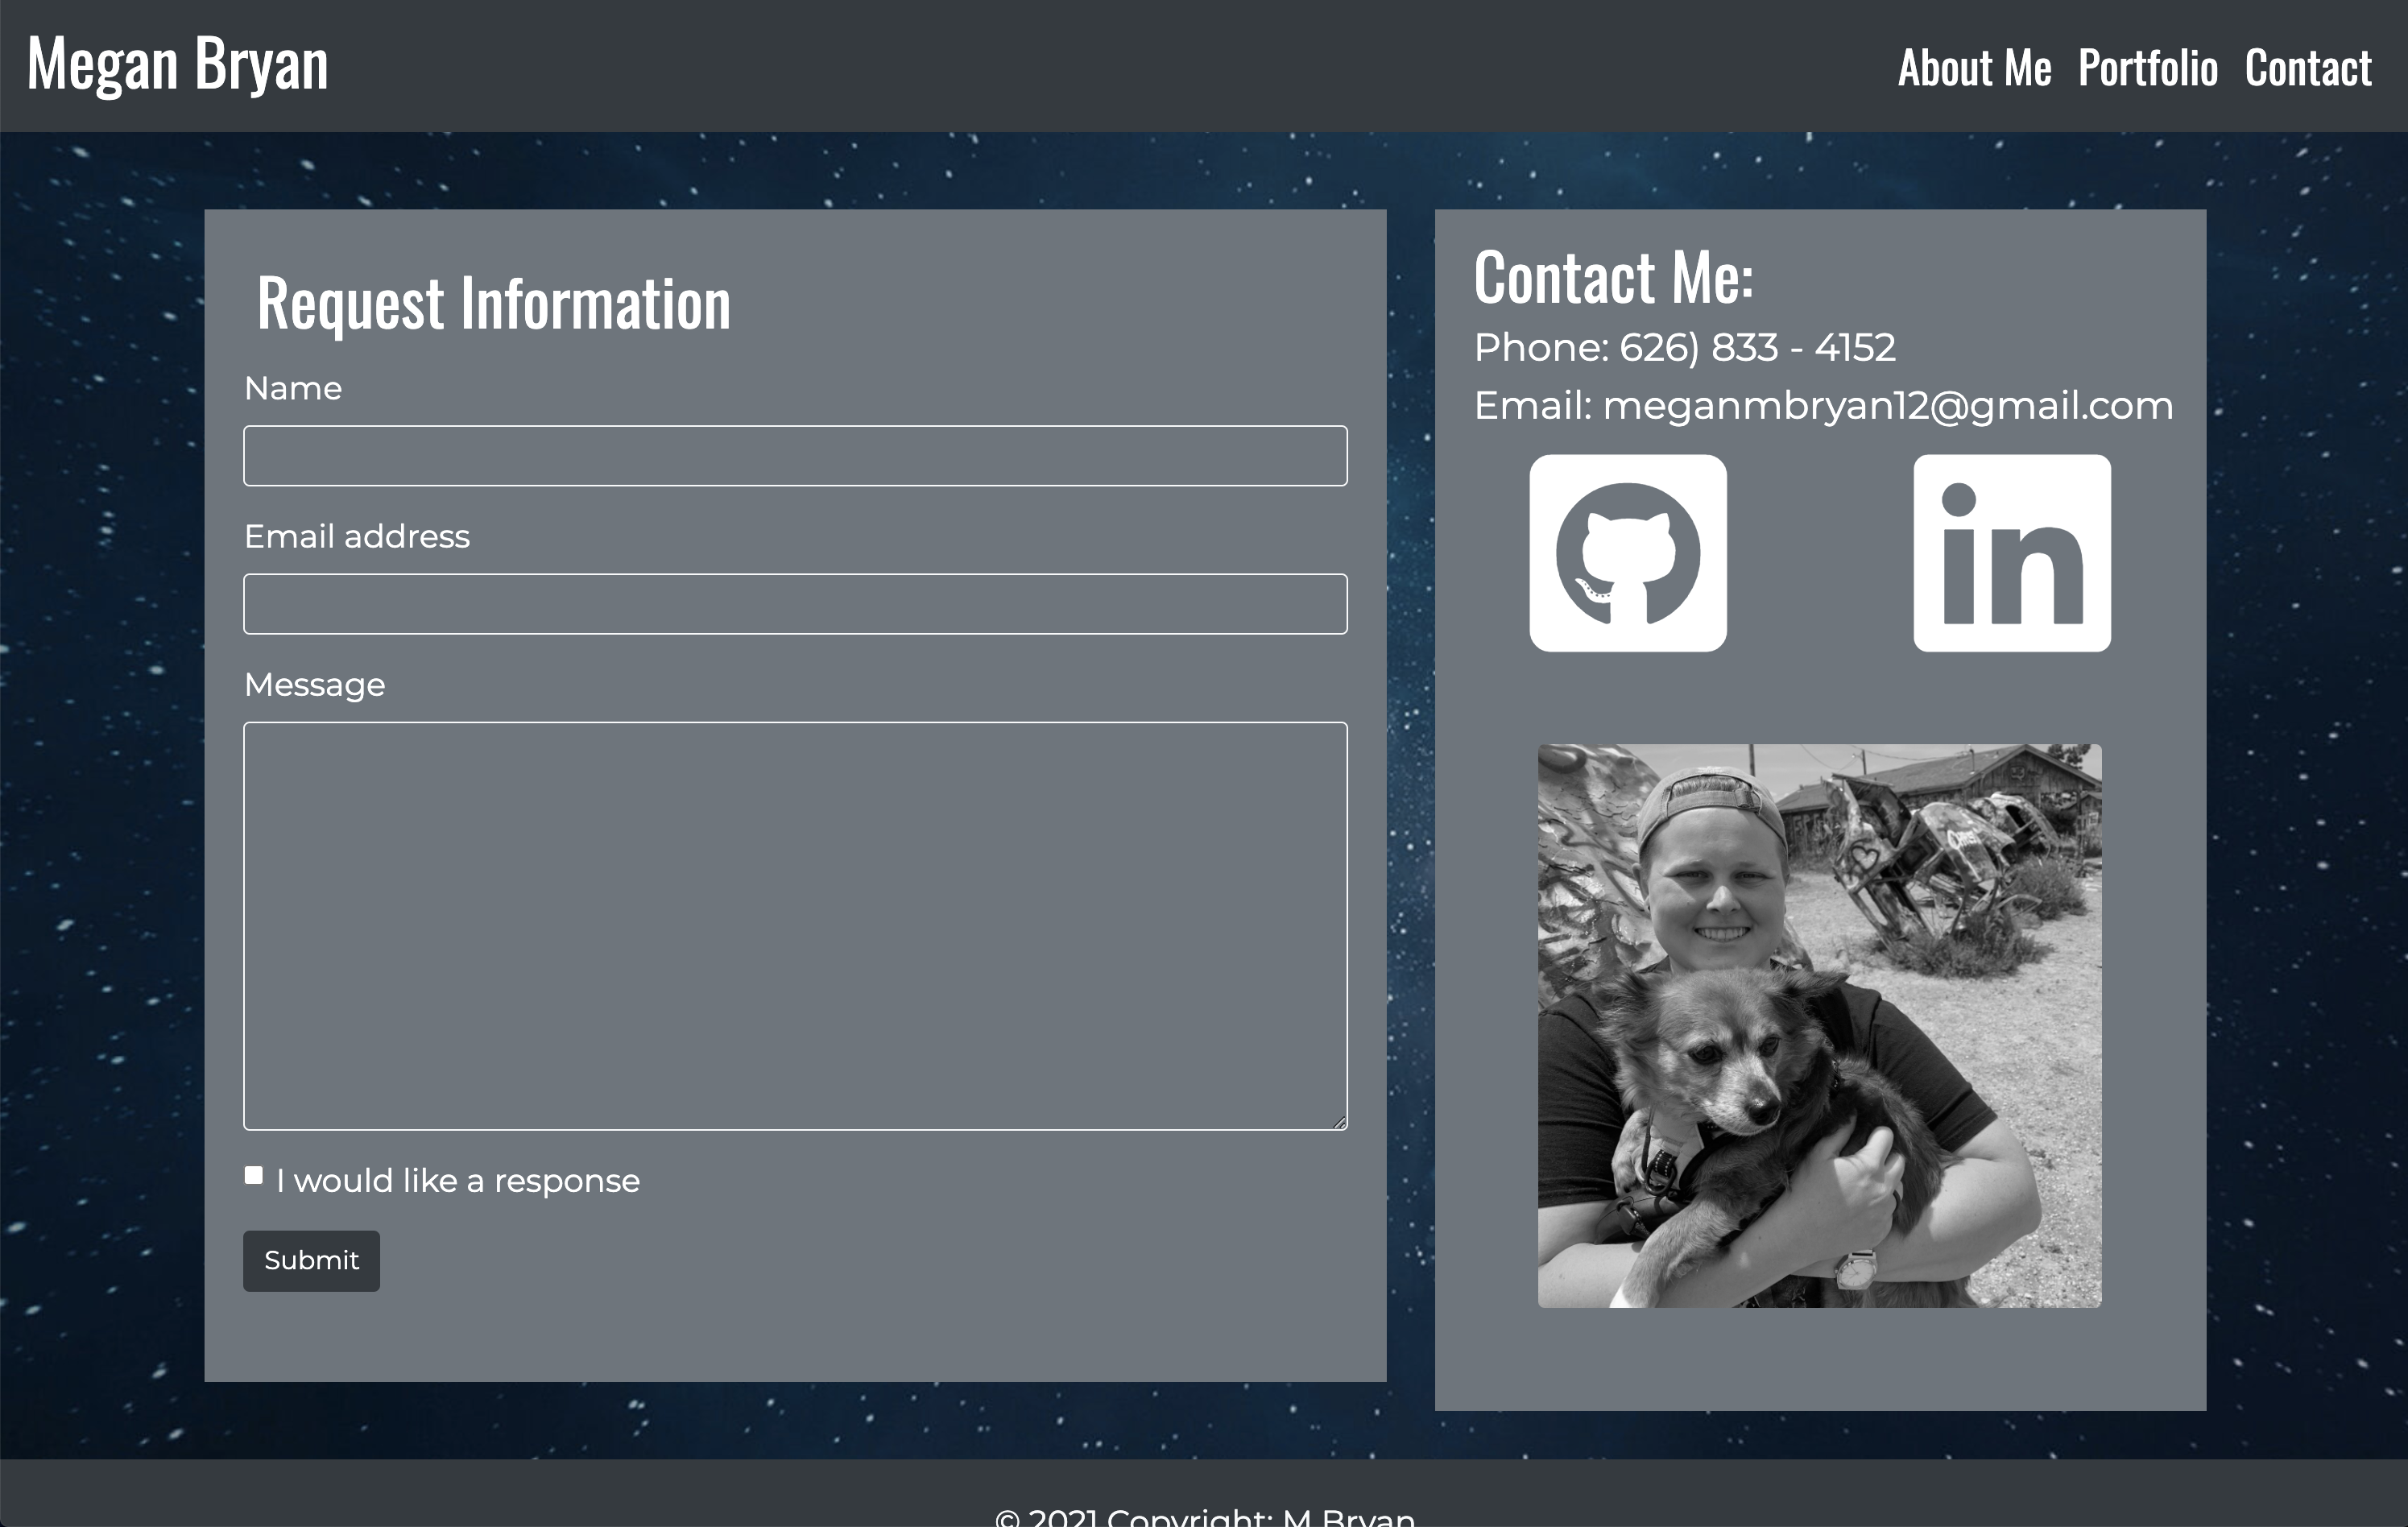 Megan Bryan
About Me Portfolio Contact
Request Information
Name
Email address
Message
I would like a response
Submit
Contact Me:
Phone: 626) 833 - 4152
Email: meganmbryan12@gmail.com
in
© 2021 Copyright: M Bryan